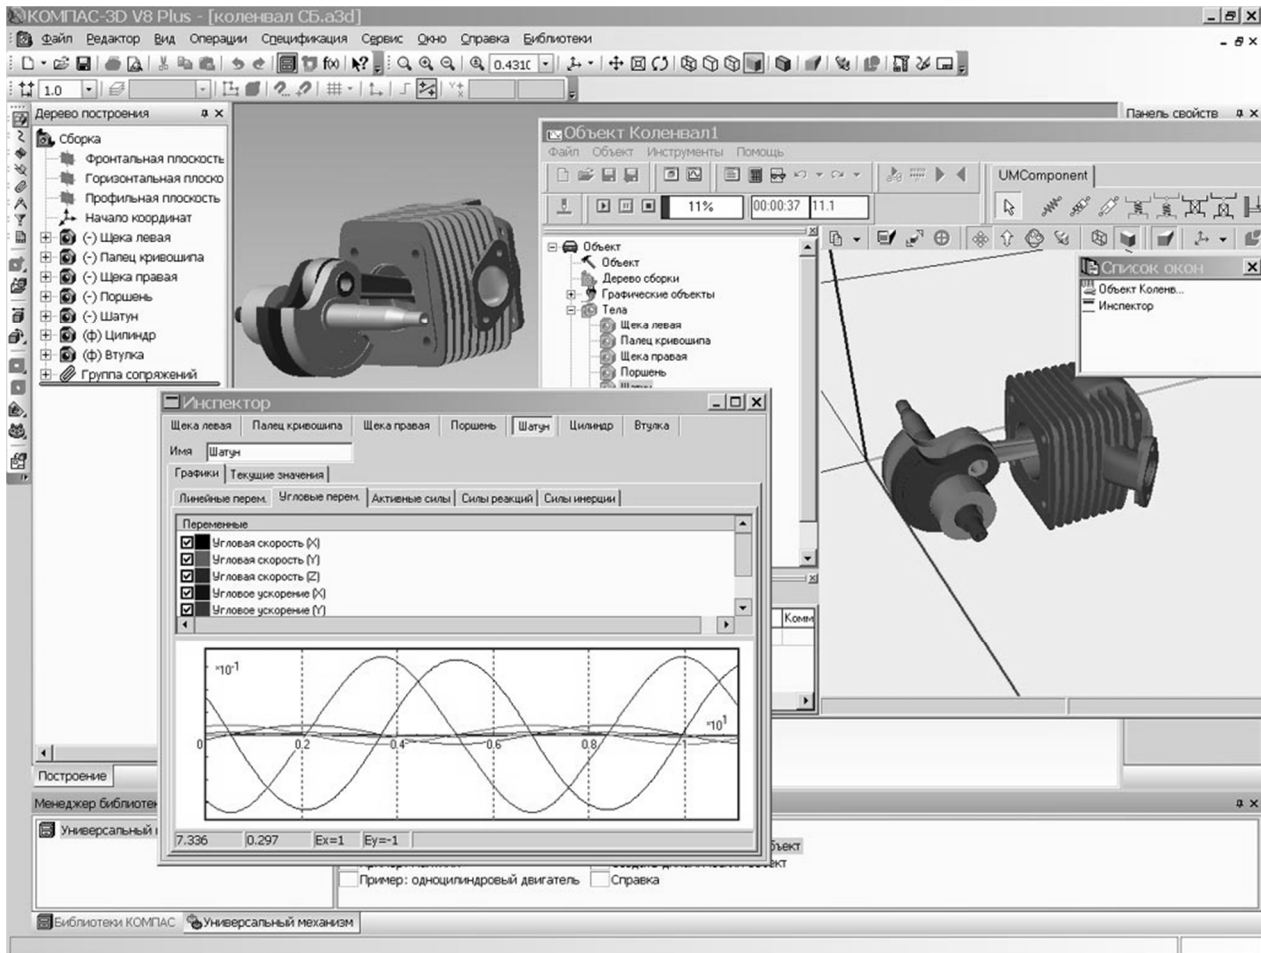 КОМПАС-3D V8 Plus - [коленвал СБ.a3d]
Файл Редактор Вид Операции Спецификация Сервис Окно Справка Библиотеки
f(x)
0.431
1.0
Дерево построения
Сборка
Фронтальная плоскость
Горизонтальная плоско
Профильная плоскость
Начало координат
(-) Щека левая
(-) Палец кривошипа
(-) Щека правая
(-) Поршень
(-) Шатун
(ф) Цилиндр
(ф) Втулка
Группа сопряжений
Построение
Панель свойств
Объект Коленвал1
Файл Объект Инструменты Помощь
11%
00:00:37
11.1
UMComponent
Объект
Объект
Дерево сборки
Графические объекты
Тела
Щека левая
Палец кривошипа
Щека правая
Поршень
Шатун
Комм
Список окон
Объект Коленв...
Инспектор
Инспектор
Щека левая Палец кривошипа Щека правая Поршень Шатун Цилиндр Втулка
Имя Шатун
Графики Текущие значения
Линейные перем. Угловые перем. Активные силы Силы реакций Силы инерции
Переменные
Угловая скорость (X)
Угловая скорость (Y)
Угловая скорость (Z)
Угловое ускорение (X)
Угловое ускорение (Y)
*10-1
*10 1
0 0.2 0.4 0.6 0.8 1
7.336 0.297 Ex=1 Ey=-1
Менеджер библиотек
Универсальный
ъект
Пример: одноцилиндровый двигатель
Справка
Библиотеки КОМПАС
Универсальный механизм